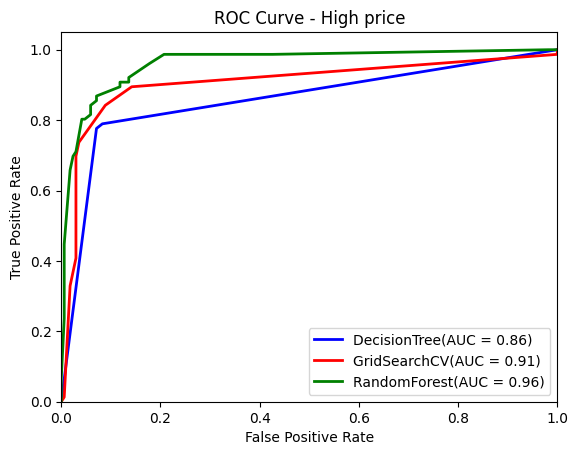 ROC Curve - High price
True Positive Rate
1.0
0.8
0.6
0.4
0.2
0.0
DecisionTree(AUC = 0.86)
GridSearchCV(AUC = 0.91)
RandomForest(AUC = 0.96)
0.0 0.2 0.4 0.6 0.8 1.0
False Positive Rate